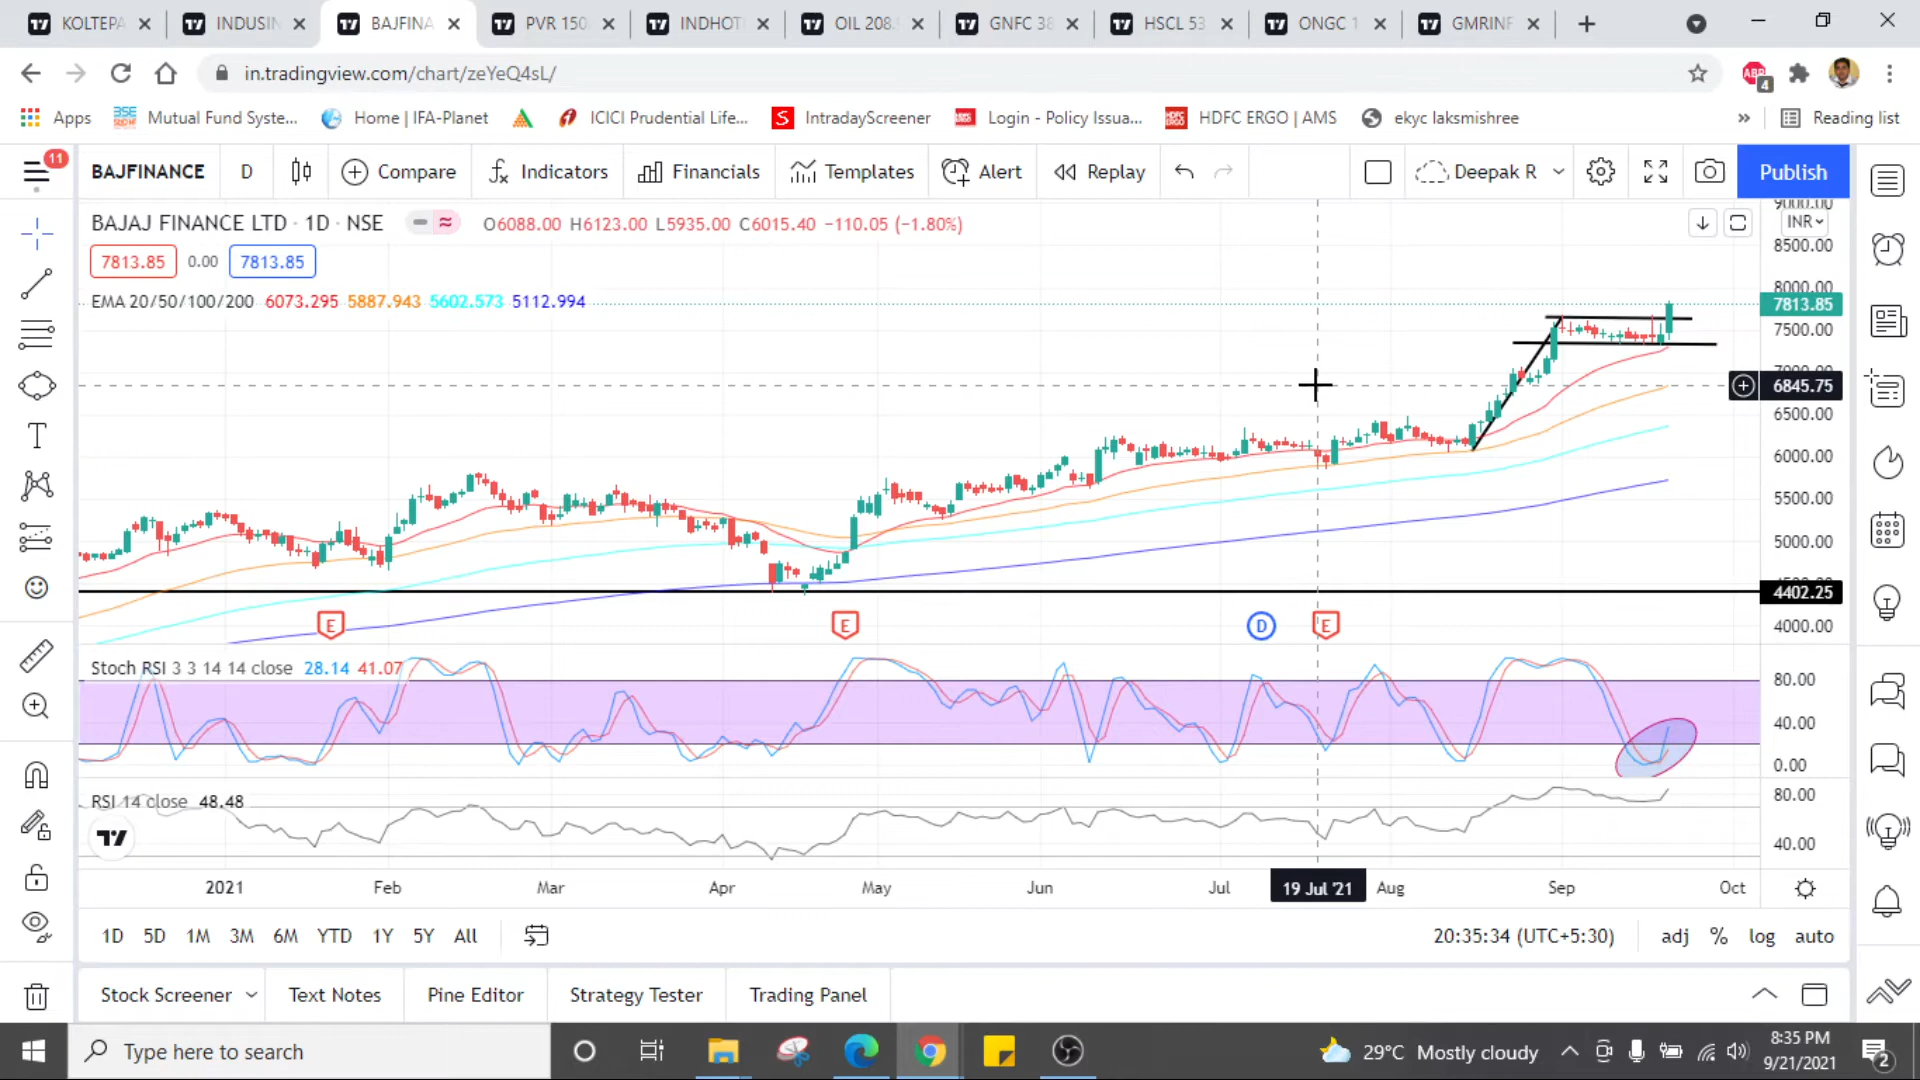 KOLTEPA INDUSIN BAJFINA PVR 150 INDHOT OIL 208. GNFC 38 HSCL 53 ONGC 1 GMRINF
in.tradingview.com/chart/zeYeQ4sL/
ABP 4
Apps Mutual Fund Syste... Home | IFA-Planet ICICI Prudential Life... IntradayScreener Login - Policy Issua... HDFC ERGO | AMS ekyc laksmishree » Reading list
11 BAJFINANCE D Compare Indicators Financials Templates Alert Replay Deepak R Publish
BAJAJ FINANCE LTD · 1D · NSE O6088.00 H6123.00 L5935.00 C6015.40 −110.05 (−1.80%)
9000.00
INR
8500.00
7813.85 0.00 7813.85
EMA 20/50/100/200 6073.295 5887.943 5602.573 5112.994
8000.00
7813.85
7500.00
7000.00
6845.75
6500.00
6000.00
5500.00
5000.00
4402.25
4000.00
E E D E
Stoch RSI 3 3 14 14 close 28.14 41.07
80.00
40.00
0.00
RSI 14 close 48.48
80.00
40.00
2021 Feb Mar Apr May Jun Jul 19 Jul '21 Aug Sep Oct
1D 5D 1M 3M 6M YTD 1Y 5Y All 20:35:34 (UTC+5:30) adj % log auto
Stock Screener Text Notes Pine Editor Strategy Tester Trading Panel
Type here to search 29°C Mostly cloudy 8:35 PM
9/21/2021 2